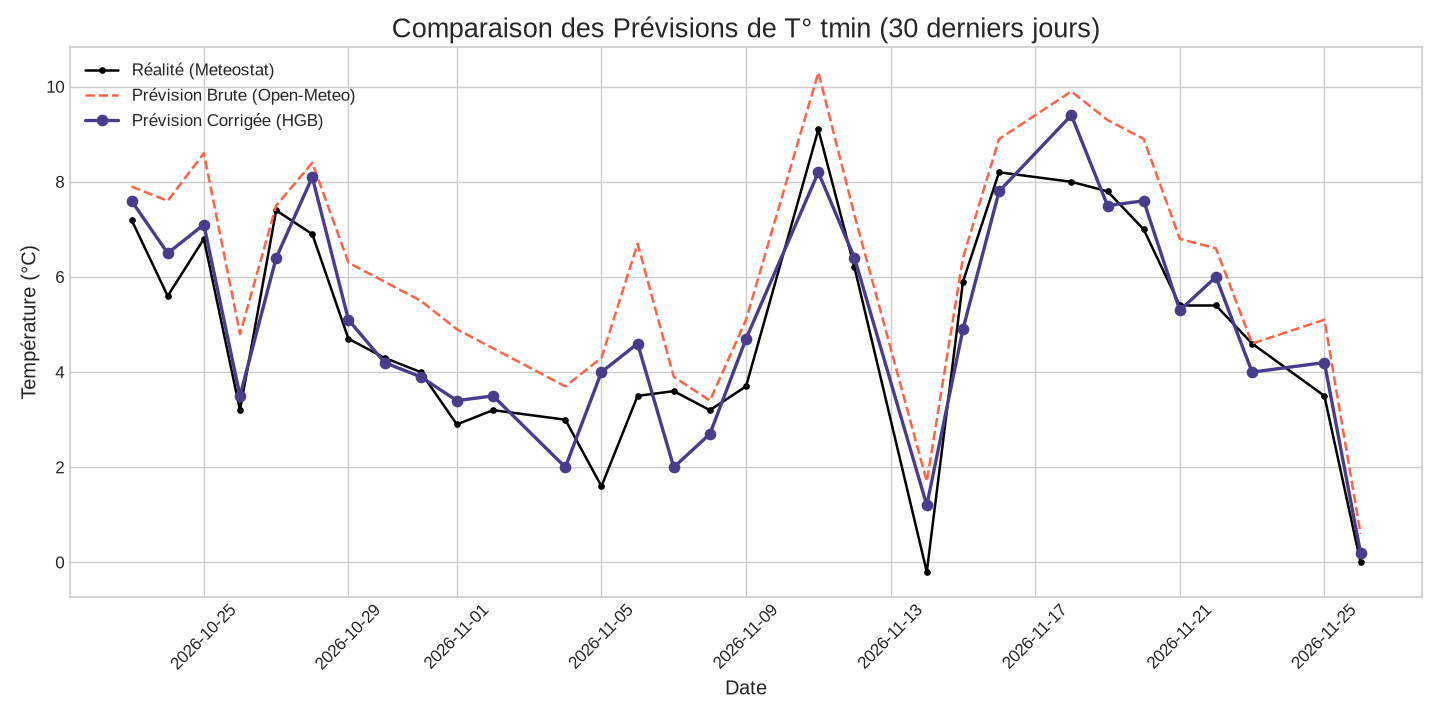 Comparaison des Prévisions de T° tmin (30 derniers jours)
Réalité (Meteostat)
Prévision Brute (Open-Meteo)
Prévision Corrigée (HGB)
Température (°C)
10
8
6
4
2
0
2026-10-25
2026-10-29
2026-11-01
2026-11-05
2026-11-09
2026-11-13
2026-11-17
2026-11-21
2026-11-25
Date